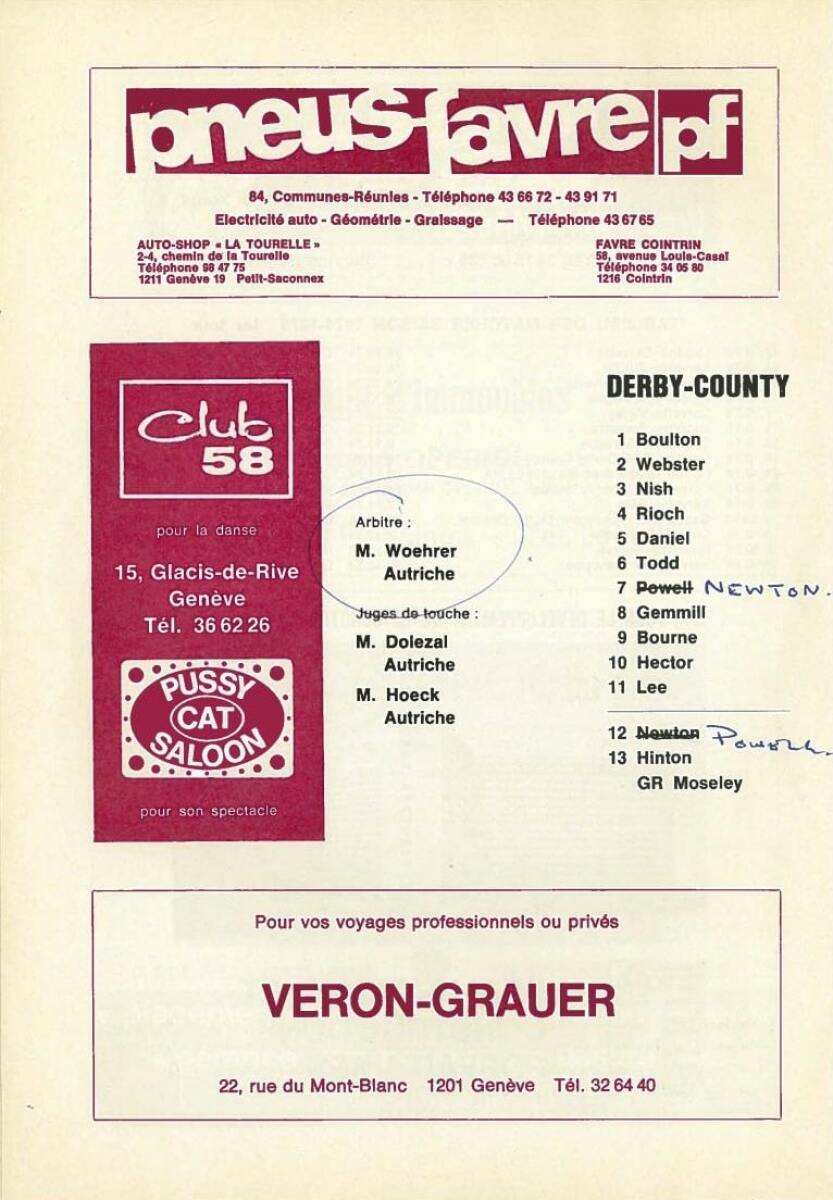 pneus-favre pf
84, Communes-Réunies - Téléphone 43 66 72 - 43 91 71
Electricité auto - Géométrie - Graissage — Téléphone 43 67 65
AUTO-SHOP « LA TOURELLE »
2-4, chemin de la Tourelle
Téléphone 98 47 75
1211 Genève 19 Petit-Saconnex
FAVRE COINTRIN
58, avenue Louis-Casaï
Téléphone 34 05 80
1216 Cointrin
Club
58
pour la danse
15, Glacis-de-Rive
Genève
Tél. 36 62 26
PUSSY
CAT
SALOON
pour son spectacle
Arbitre :
M. Woehrer
Autriche
Juges de touche :
M. Dolezal
Autriche
M. Hoeck
Autriche
DERBY-COUNTY
1 Boulton
2 Webster
3 Nish
4 Rioch
5 Daniel
6 Todd
7 Powell NEWTON.
8 Gemmill
9 Bourne
10 Hector
11 Lee
12 Newton Powell.
13 Hinton
GR Moseley
Pour vos voyages professionnels ou privés
VERON-GRAUER
22, rue du Mont-Blanc 1201 Genève Tél. 32 64 40